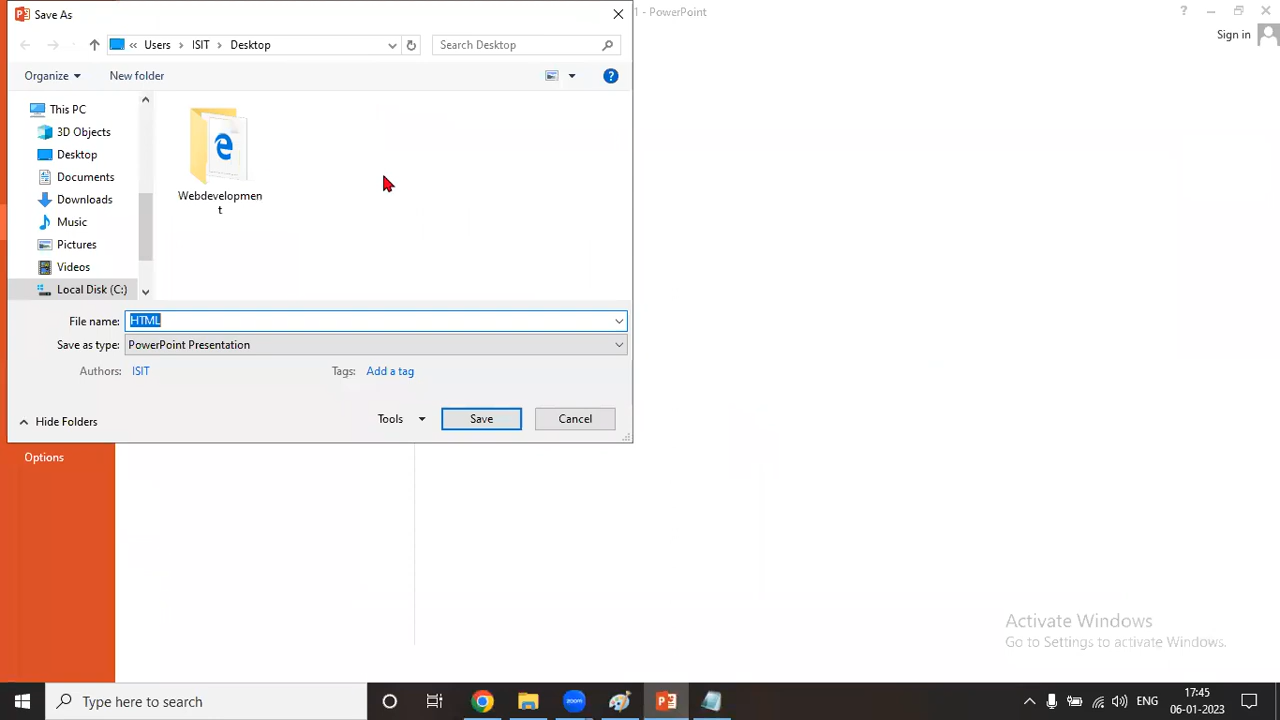 Save As
1 - PowerPoint
Sign in
Users
ISIT
Desktop
Search Desktop
Organize
New folder
This PC
3D Objects
Desktop
Documents
Downloads
Music
Pictures
Videos
Local Disk (C:)
Webdevelopmen
t
File name:
HTML
Save as type:
PowerPoint Presentation
Authors:
ISIT
Tags:
Add a tag
Hide Folders
Tools
Save
Cancel
Options
Activate Windows
Go to Settings to activate Windows.
Type here to search
zoom
ENG
17:45
06-01-2023